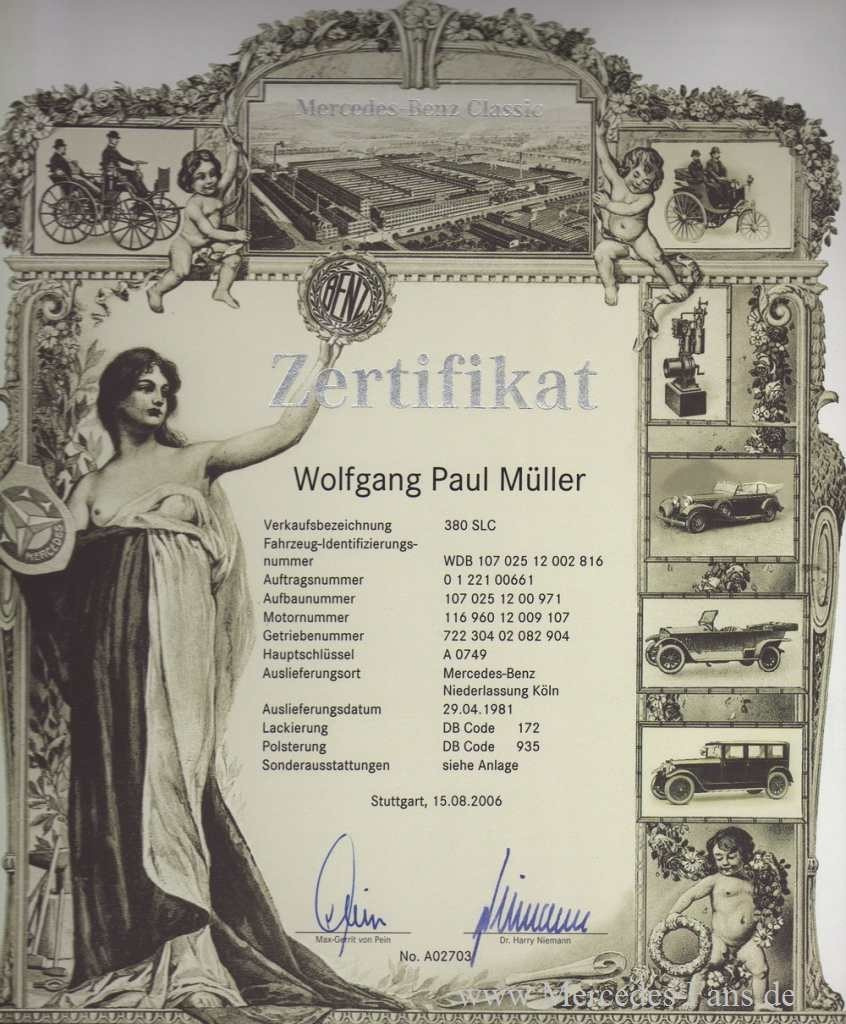 Mercedes-Benz Classic
BENZ
Zertifikat
MERCEDES
Wolfgang Paul Müller
Verkaufsbezeichnung 380 SLC
Fahrzeug-Identifizierungs-
nummer WDB 107 025 12 002 816
Auftragsnummer 0 1 221 00661
Aufbaunummer 107 025 12 00 971
Motornummer 116 960 12 009 107
Getriebenummer 722 304 02 082 904
Hauptschlüssel A 0749
Auslieferungsort Mercedes-Benz
Niederlassung Köln
Auslieferungsdatum 29.04.1981
Lackierung DB Code 172
Polsterung DB Code 935
Sonderausstattungen siehe Anlage
Stuttgart, 15.08.2006
Pein Niemann
Max-Gerrit von Pein Dr. Harry Niemann
No. A02703
www.Mercedes-Fans.de